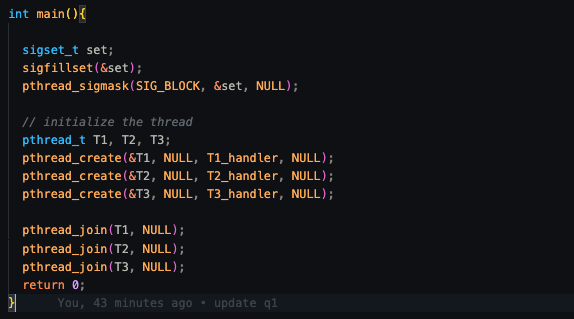 int main(){
sigset_t set;
sigfillset(&set);
pthread_sigmask(SIG_BLOCK, &set, NULL);
// initialize the thread
pthread_t T1, T2, T3;
pthread_create(&T1, NULL, T1_handler, NULL);
pthread_create(&T2, NULL, T2_handler, NULL);
pthread_create(&T3, NULL, T3_handler, NULL);
pthread_join(T1, NULL);
pthread_join(T2, NULL);
pthread_join(T3, NULL);
return 0;
} You, 43 minutes ago • update q1